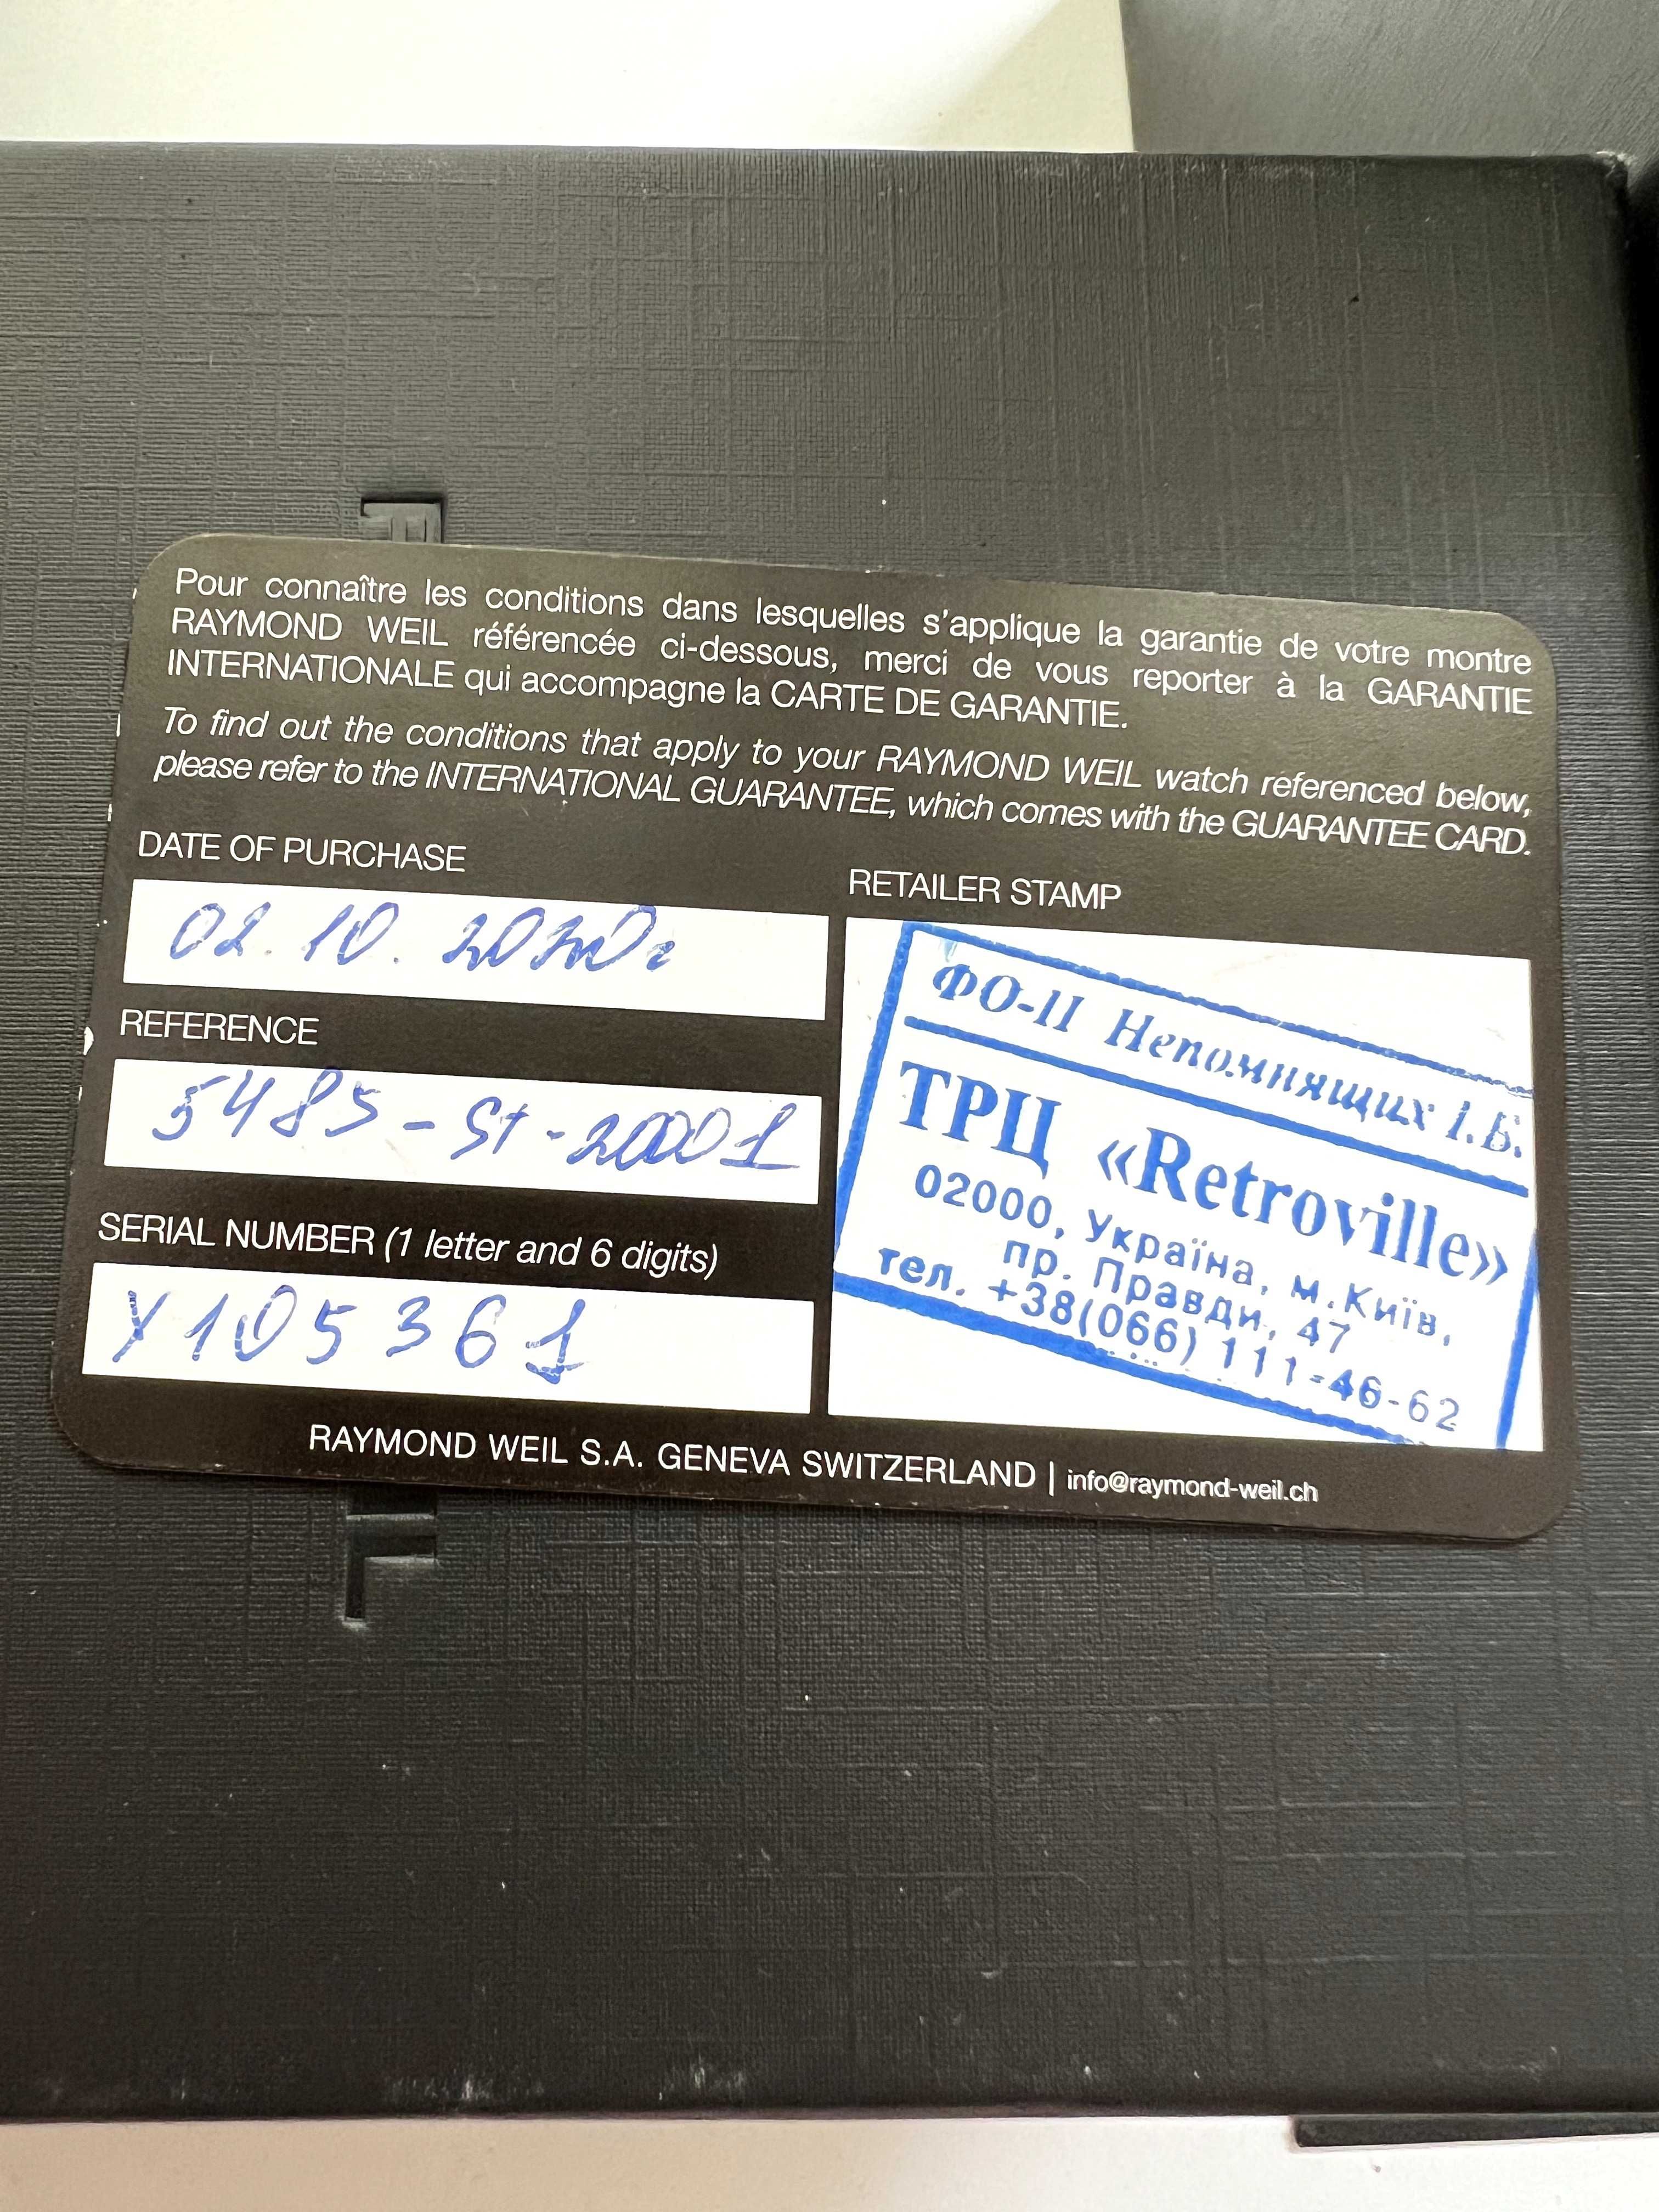 Pour connaître les conditions dans lesquelles s'applique la garantie de votre montre
RAYMOND WEIL référencée ci-dessous, merci de vous reporter à la GARANTIE
INTERNATIONALE qui accompagne la CARTE DE GARANTIE.
To find out the conditions that apply to your RAYMOND WEIL watch referenced below,
please refer to the INTERNATIONAL GUARANTEE, which comes with the GUARANTEE CARD.
DATE OF PURCHASE
02.10.2020г
REFERENCE
5485-St-20001
SERIAL NUMBER (1 letter and 6 digits)
X105361
RETAILER STAMP
ФО-П Непомнящих І.В.
ТРЦ «Retroville»
02000, Україна, м.Київ,
пр. Правди, 47
тел. +38(066) 111-46-62
RAYMOND WEIL S.A. GENEVA SWITZERLAND | info@raymond-weil.ch